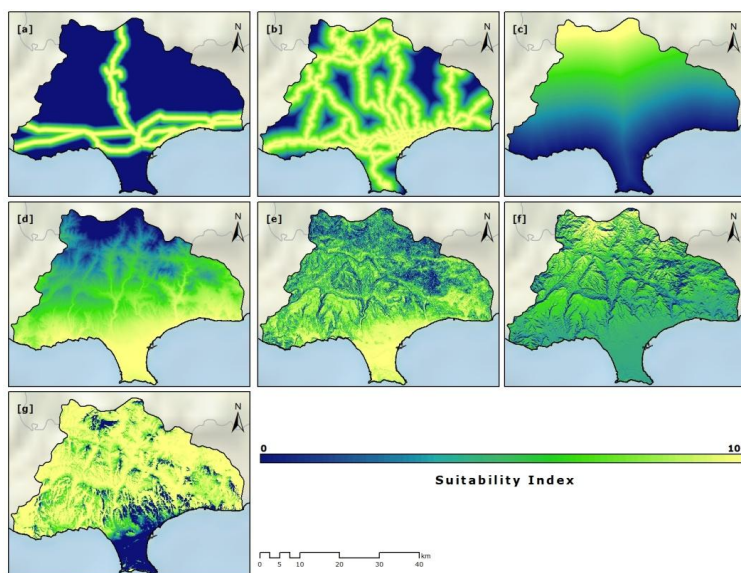 [a] N
[b] N
[c] N
[d] N
[e] N
[f] N
[g] N
0 10
Suitability Index
km
0 5 10 20 30 40